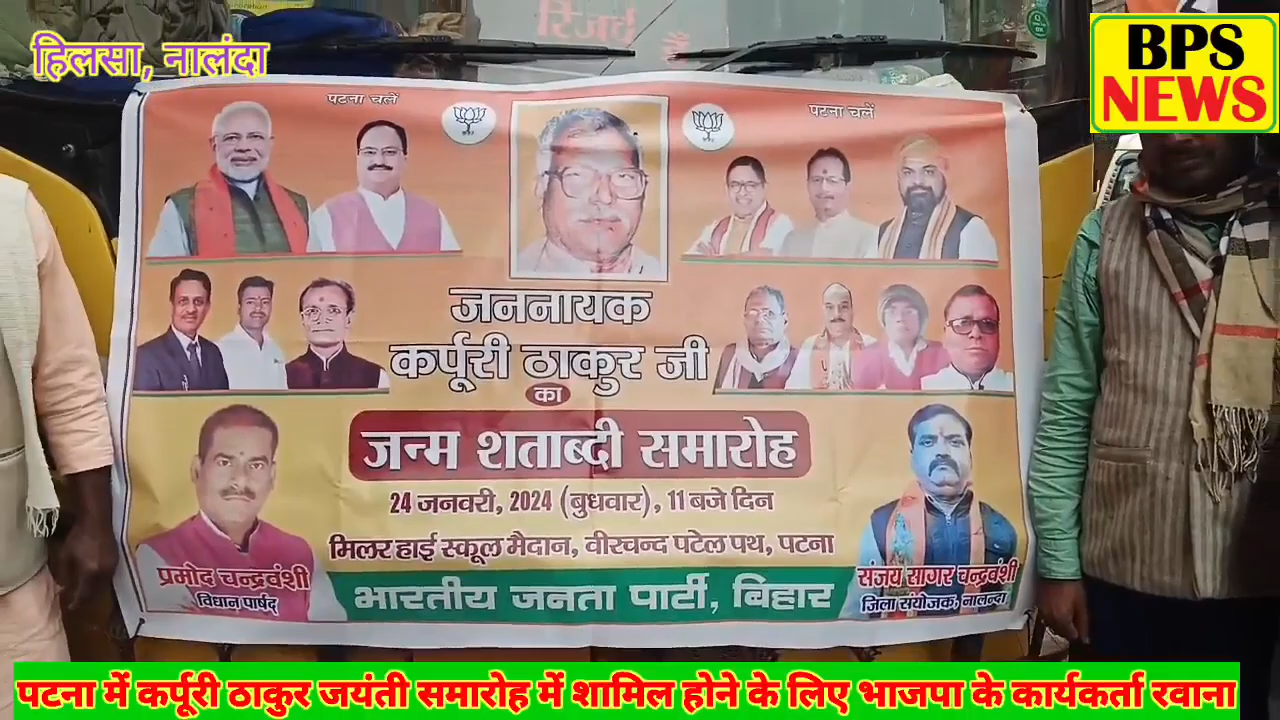 रिजर्व
हिलसा, नालंदा
BPS
NEWS
पटना चलें
पटना चलें
जननायक
कर्पूरी ठाकुर जी
का
जन्म शताब्दी समारोह
24 जनवरी, 2024 (बुधवार), 11 बजे दिन
मिलर हाई स्कूल मैदान, वीरचन्द पटेल पथ, पटना
प्रमोद चन्द्रवंशी
विधान पार्षद्
भारतीय जनता पार्टी, बिहार
संजय सागर चन्द्रवंशी
जिला संयोजक, नालन्दा
पटना में कर्पूरी ठाकुर जयंती समारोह में शामिल होने के लिए भाजपा के कार्यकर्ता रवाना